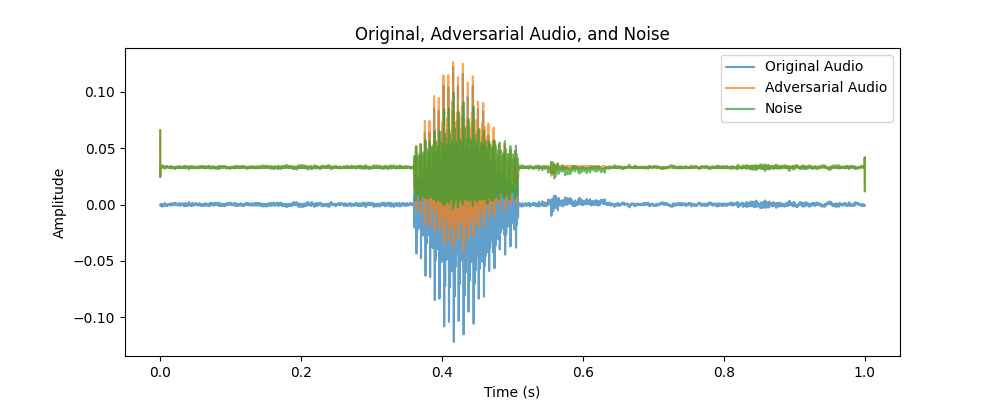 Original, Adversarial Audio, and Noise
Original Audio
Adversarial Audio
Noise
Amplitude
0.10
0.05
0.00
−0.05
−0.10
0.0
0.2
0.4
0.6
0.8
1.0
Time (s)